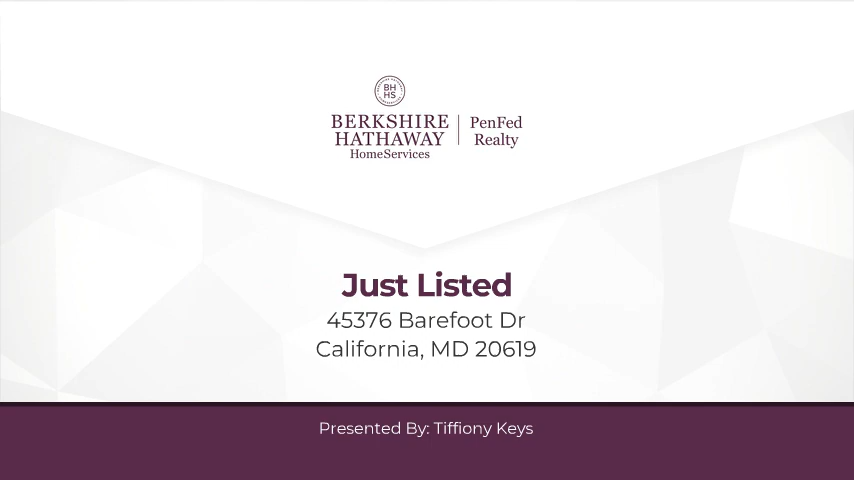 BH
HS
BERKSHIRE
HATHAWAY
HomeServices
PenFed
Realty
Just Listed
45376 Barefoot Dr
California, MD 20619
Presented By: Tiffiony Keys